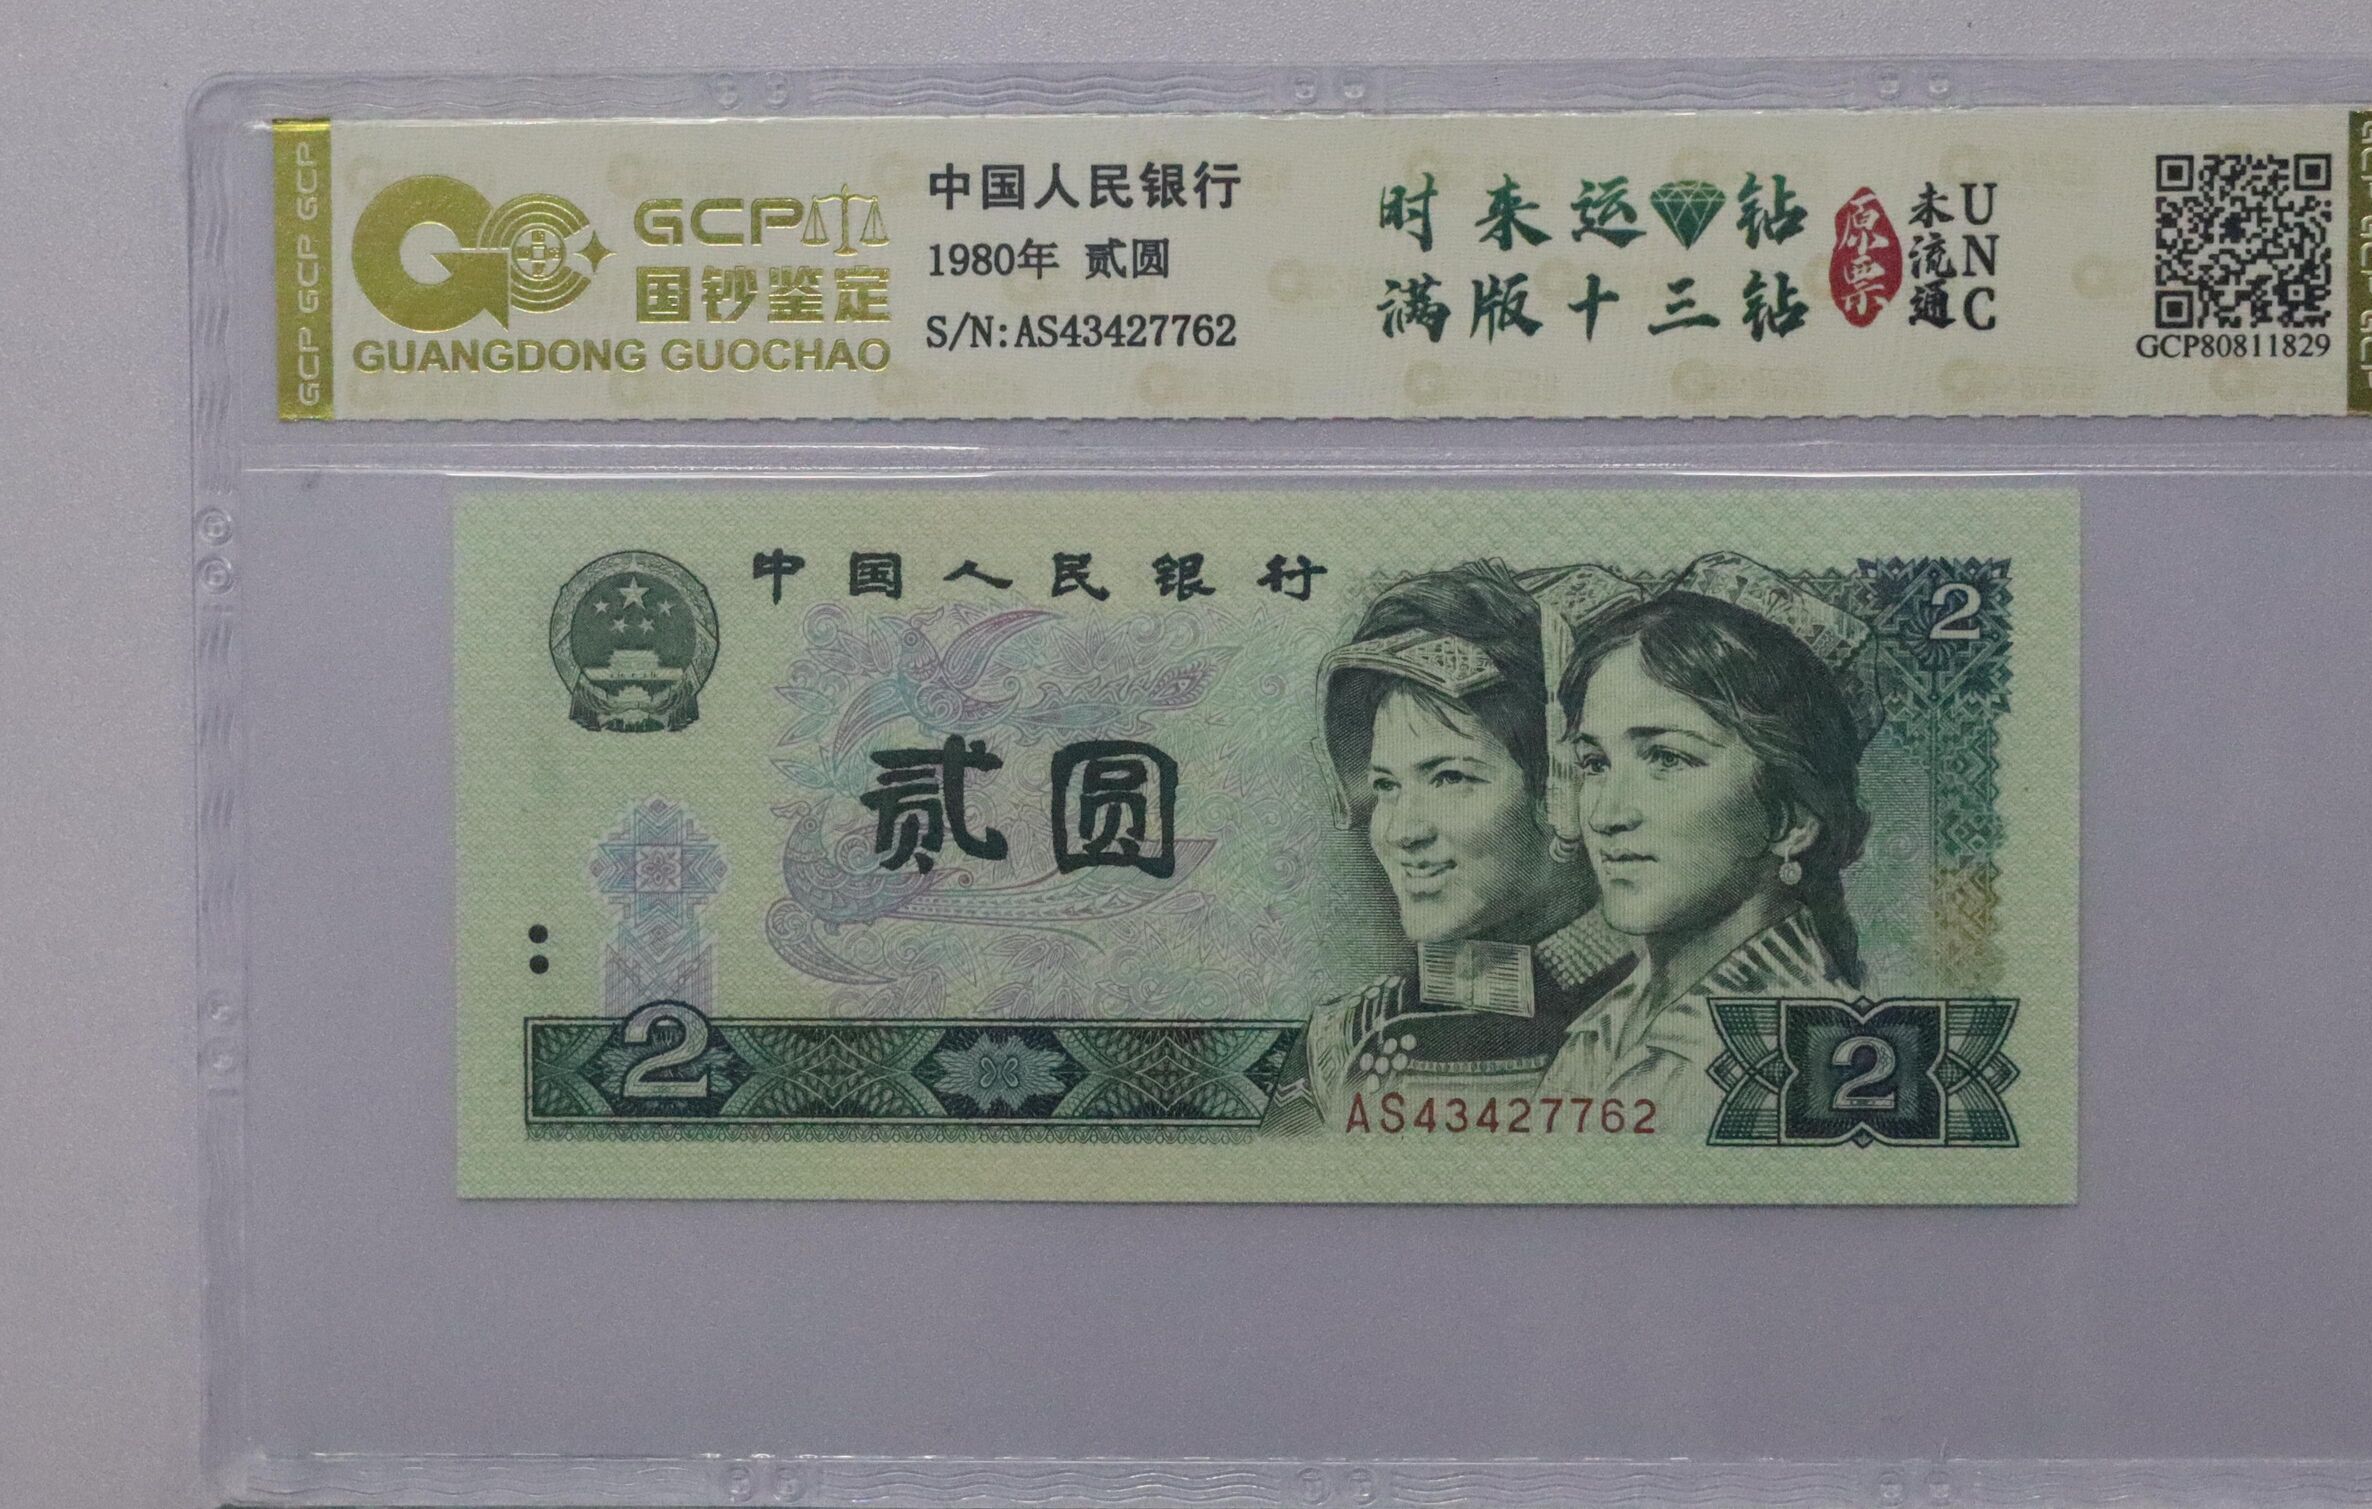 GCP GCP GCP
GCP
国钞鉴定
GUANGDONG GUOCHAO
中国人民银行
1980年 贰圆
S/N:AS43427762
时来运钻
满版十三钻
原票
未流通
UNC
GCP80811829
中国人民银行
2
贰圆
2
AS43427762
2